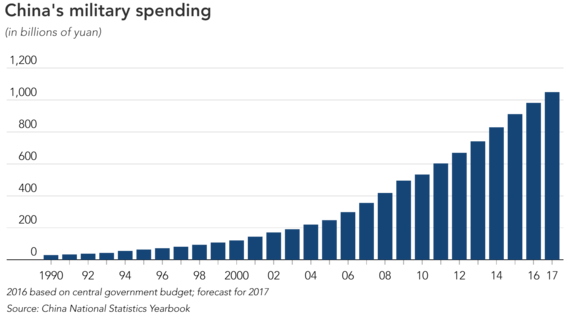 China's military spending
(in billions of yuan)
1,200
1,000
800
600
400
200
0
1990 92 94 96 98 2000 02 04 06 08 10 12 14 16 17
2016 based on central government budget; forecast for 2017
Source: China National Statistics Yearbook